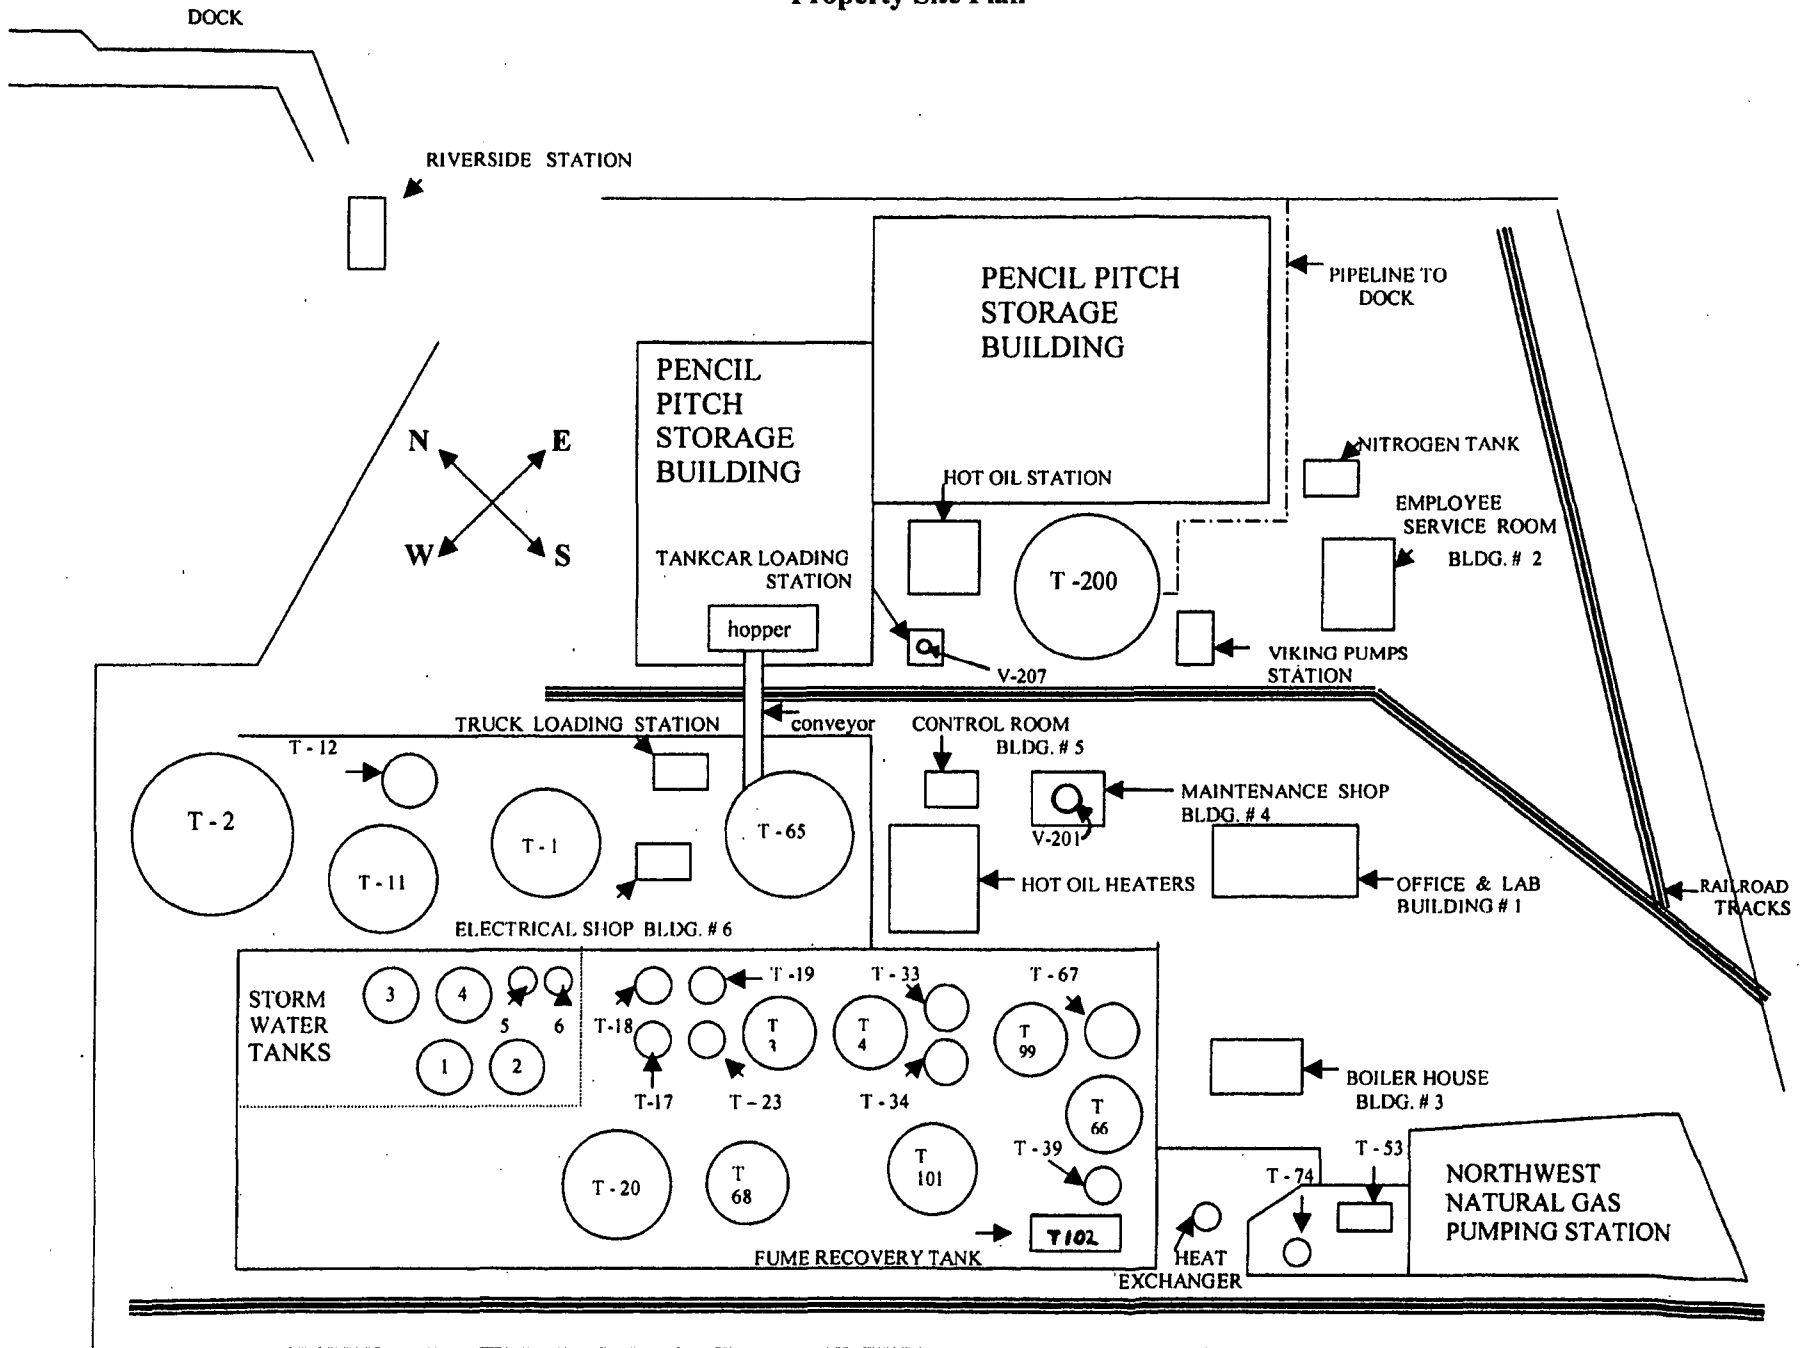 Property Site Plan
DOCK
RIVERSIDE STATION
PENCIL PITCH
STORAGE
BUILDING
PIPELINE TO
DOCK
PENCIL
PITCH
STORAGE
BUILDING
N
E
W
S
NITROGEN TANK
HOT OIL STATION
EMPLOYEE
SERVICE ROOM
BLDG. # 2
TANKCAR LOADING
STATION
T -200
hopper
VIKING PUMPS
STATION
V-207
TRUCK LOADING STATION
conveyor
CONTROL ROOM
BLDG. # 5
T - 12
MAINTENANCE SHOP
BLDG. # 4
T - 2
T - 1
T - 65
V-201
T - 11
HOT OIL HEATERS
OFFICE & LAB
BUILDING # 1
RAILROAD
TRACKS
ELECTRICAL SHOP BLDG. # 6
STORM
WATER
TANKS
3
4
5
6
1
2
T -19
T - 33
T - 67
T-18
T
3
T
4
T
99
T-17
T – 23
T - 34
T
66
BOILER HOUSE
BLDG. # 3
T - 20
T
68
T
101
T - 39
T - 53
T - 74
NORTHWEST
NATURAL GAS
PUMPING STATION
T102
FUME RECOVERY TANK
HEAT
EXCHANGER